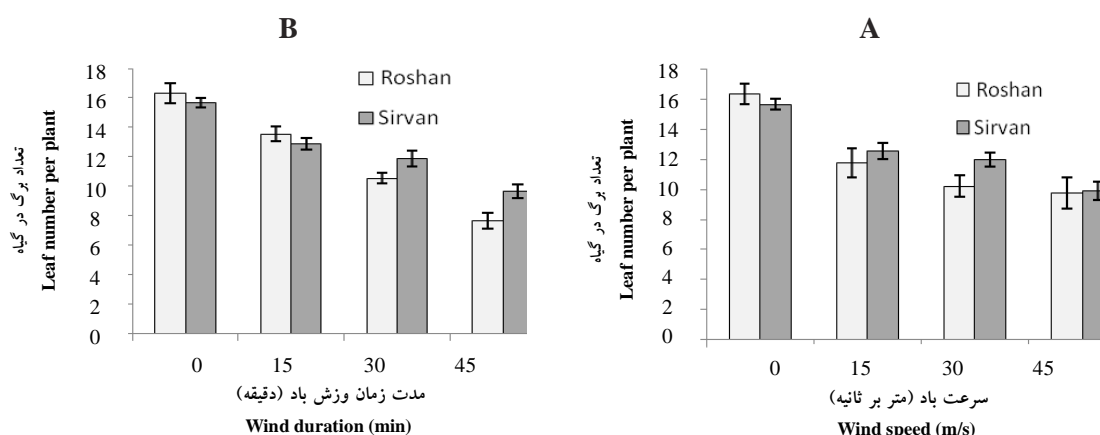 B
18
16
14
12
10
8
6
4
2
0
Roshan
Sirvan
0 15 30 45
تعداد برگ در گیاه
Leaf number per plant
مدت زمان وزش باد (دقیقه)
Wind duration (min)
A
18
16
14
12
10
8
6
4
2
0
Roshan
Sirvan
0 15 30 45
تعداد برگ در گیاه
Leaf number per plant
سرعت باد (متر بر ثانیه)
Wind speed (m/s)